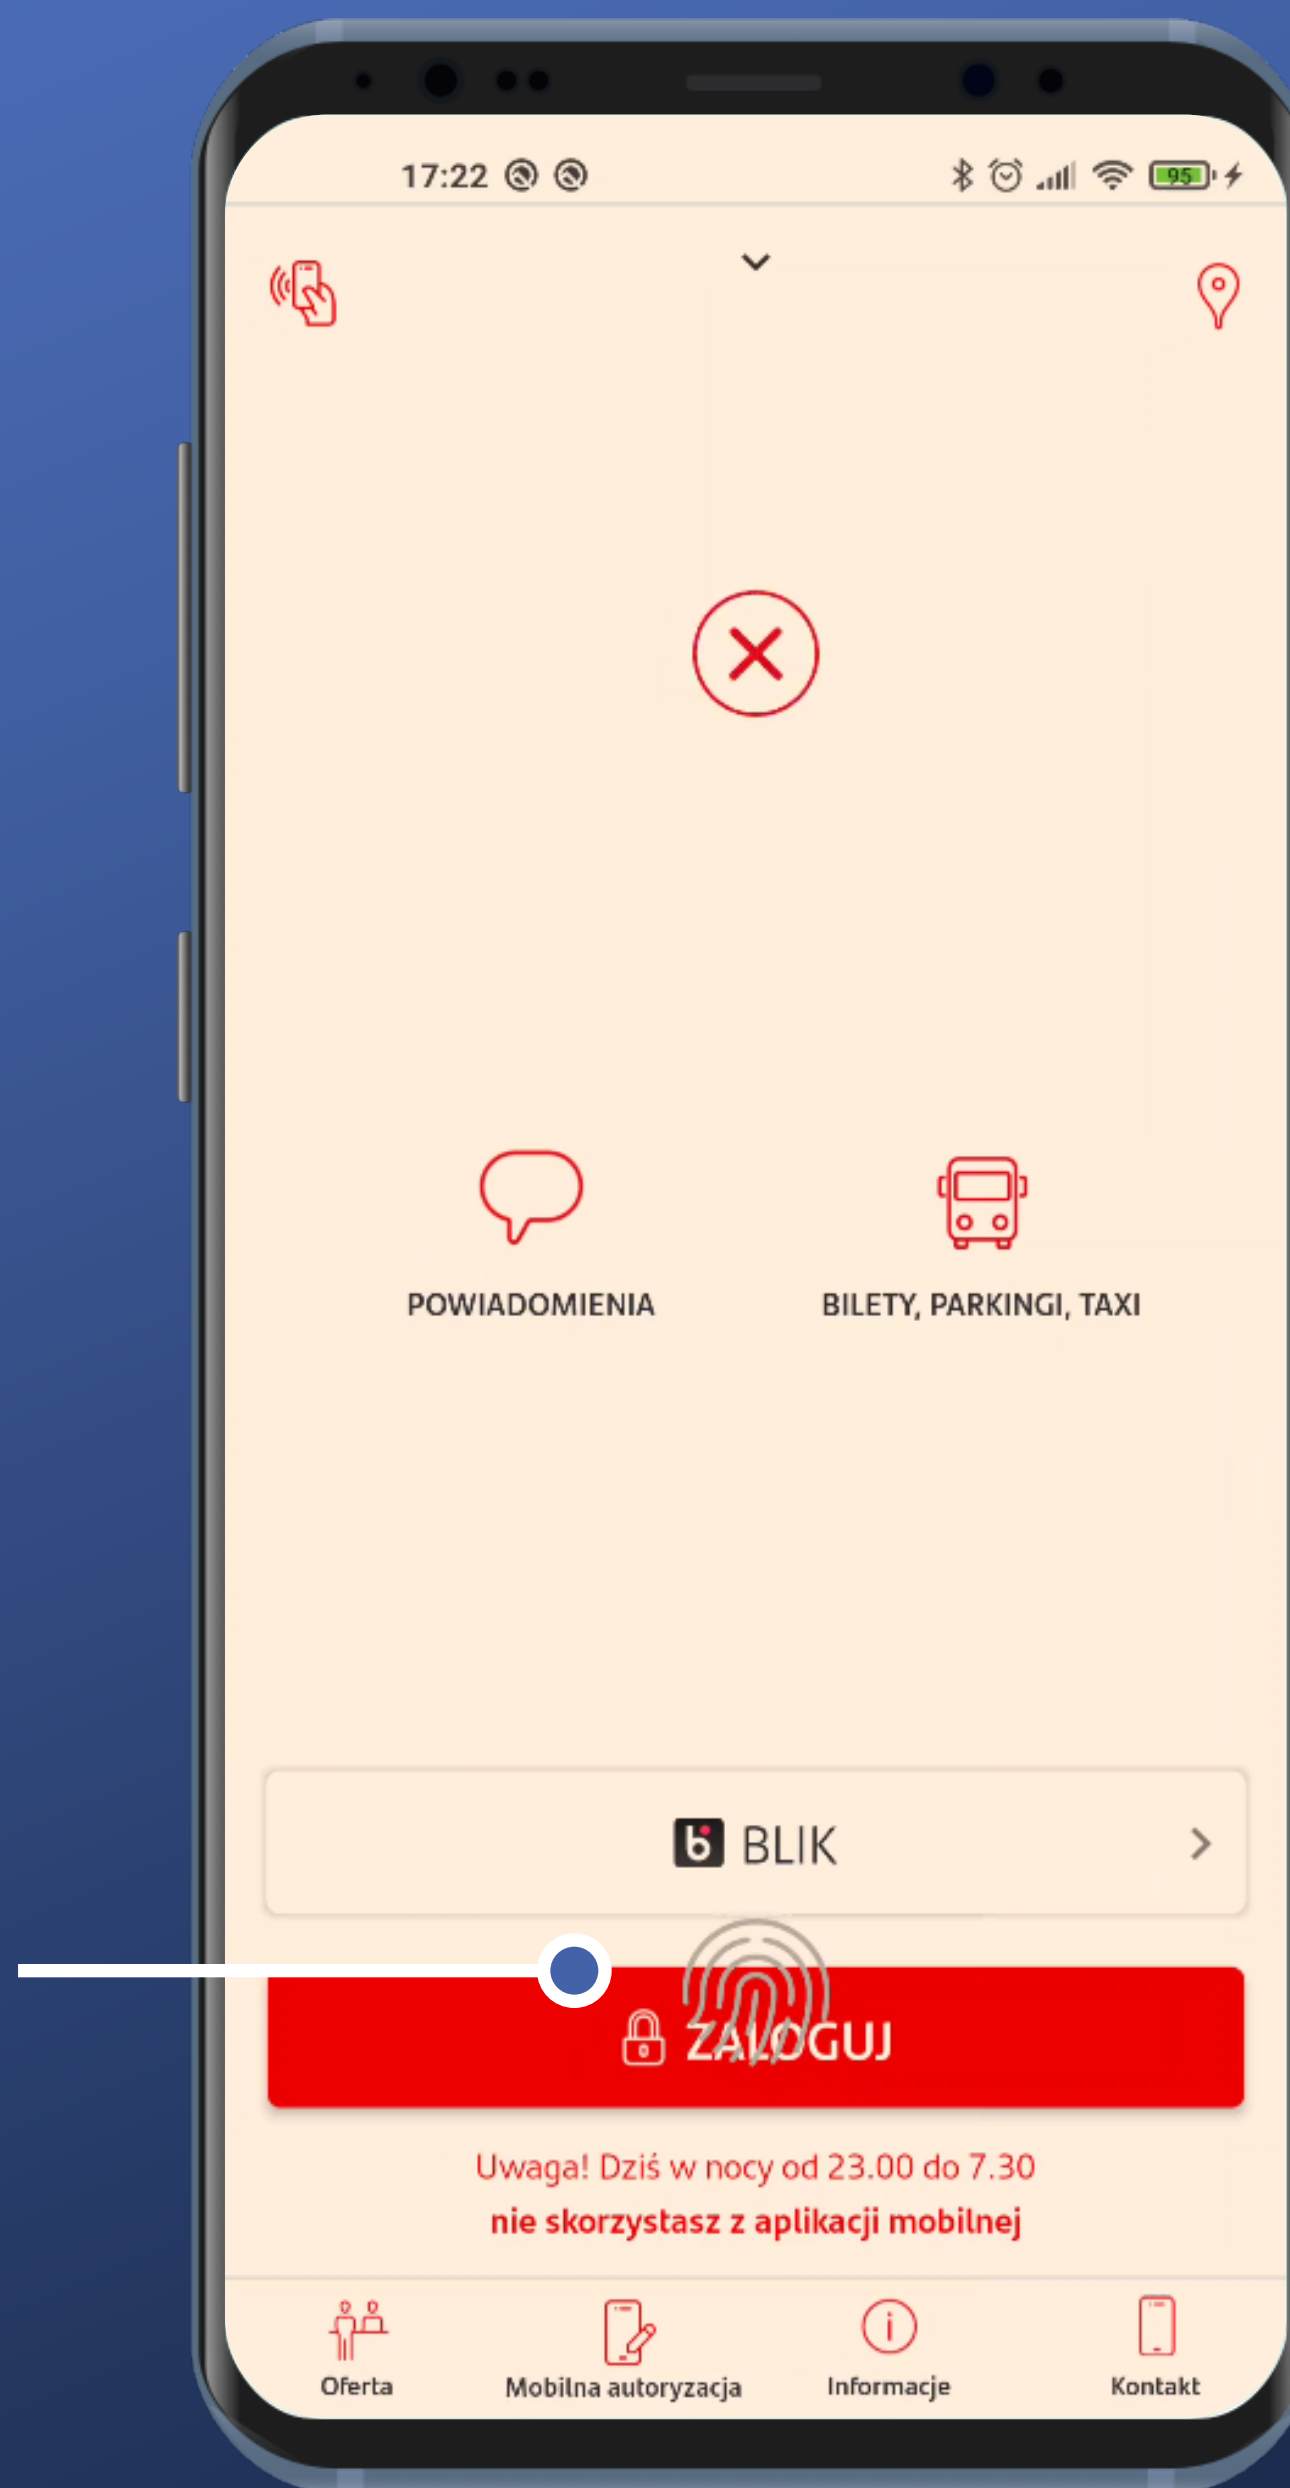 17:22
95
POWIADOMIENIA
BILETY, PARKINGI, TAXI
BLIK
ZALOGUJ
Uwaga! Dziś w nocy od 23.00 do 7.30
nie skorzystasz z aplikacji mobilnej
Oferta
Mobilna autoryzacja
Informacje
Kontakt